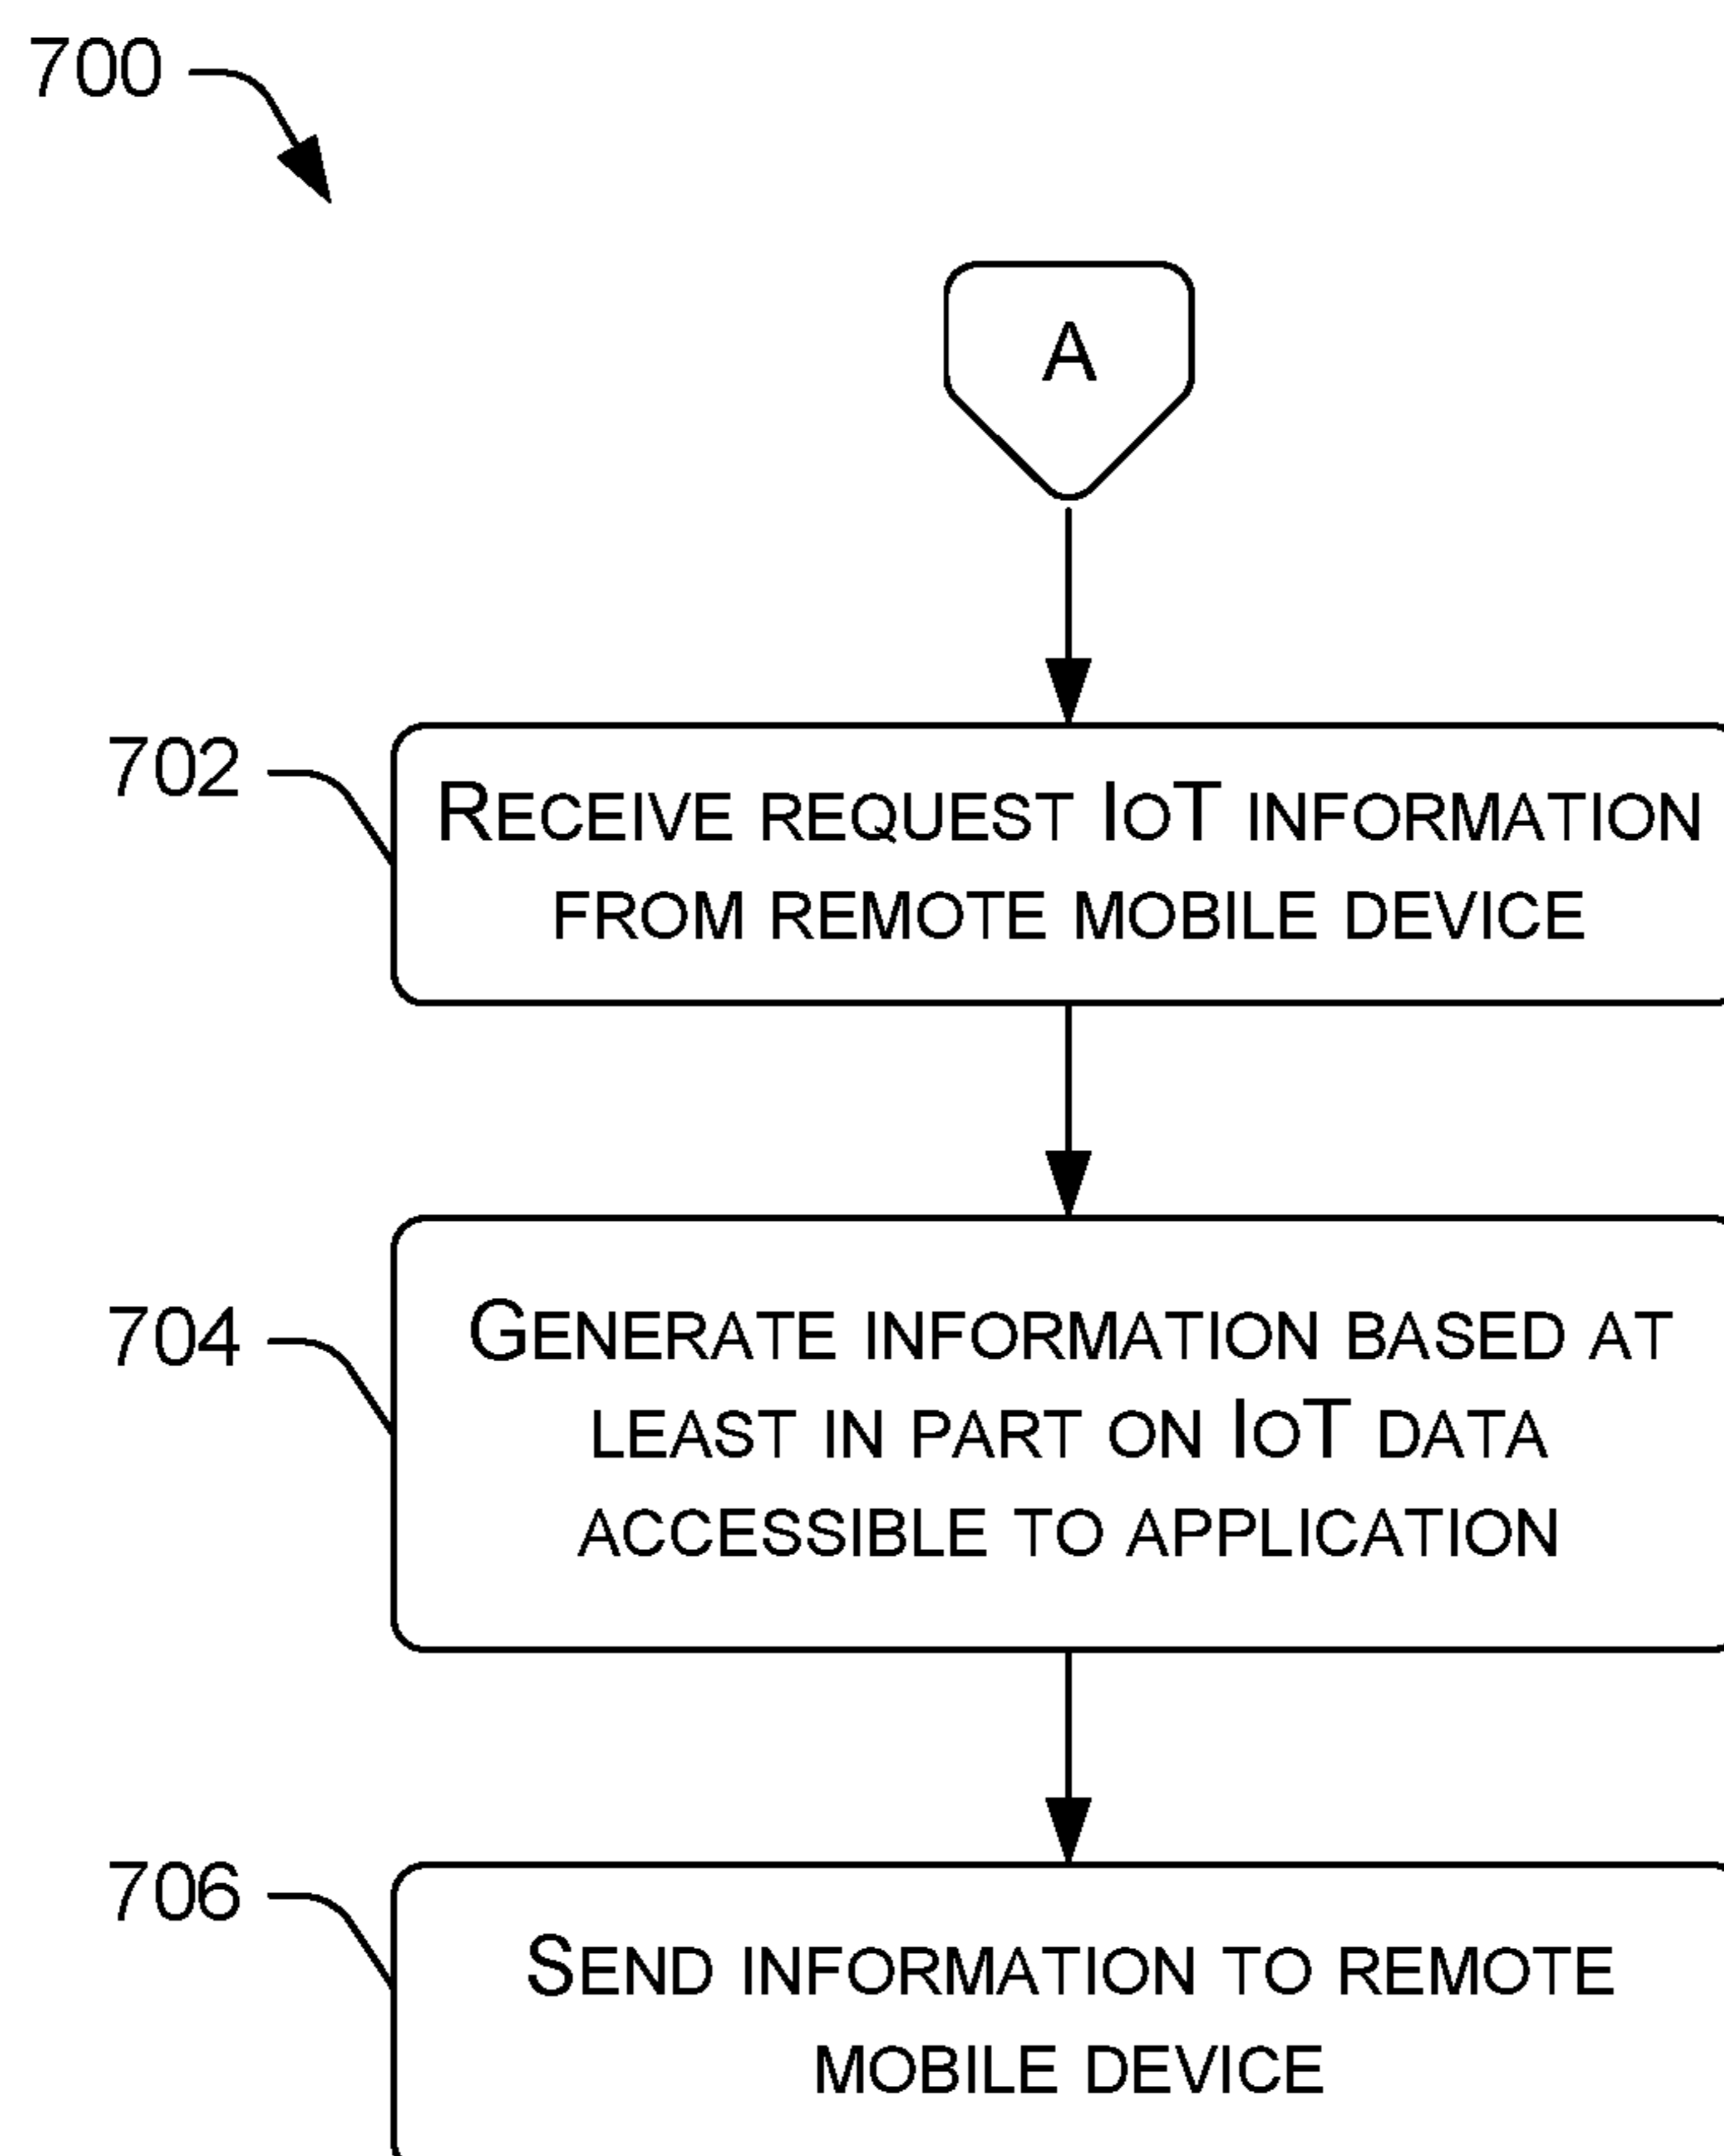 700
A
702
RECEIVE REQUEST IOT INFORMATION
FROM REMOTE MOBILE DEVICE
704
GENERATE INFORMATION BASED AT
LEAST IN PART ON IOT DATA
ACCESSIBLE TO APPLICATION
706
SEND INFORMATION TO REMOTE
MOBILE DEVICE